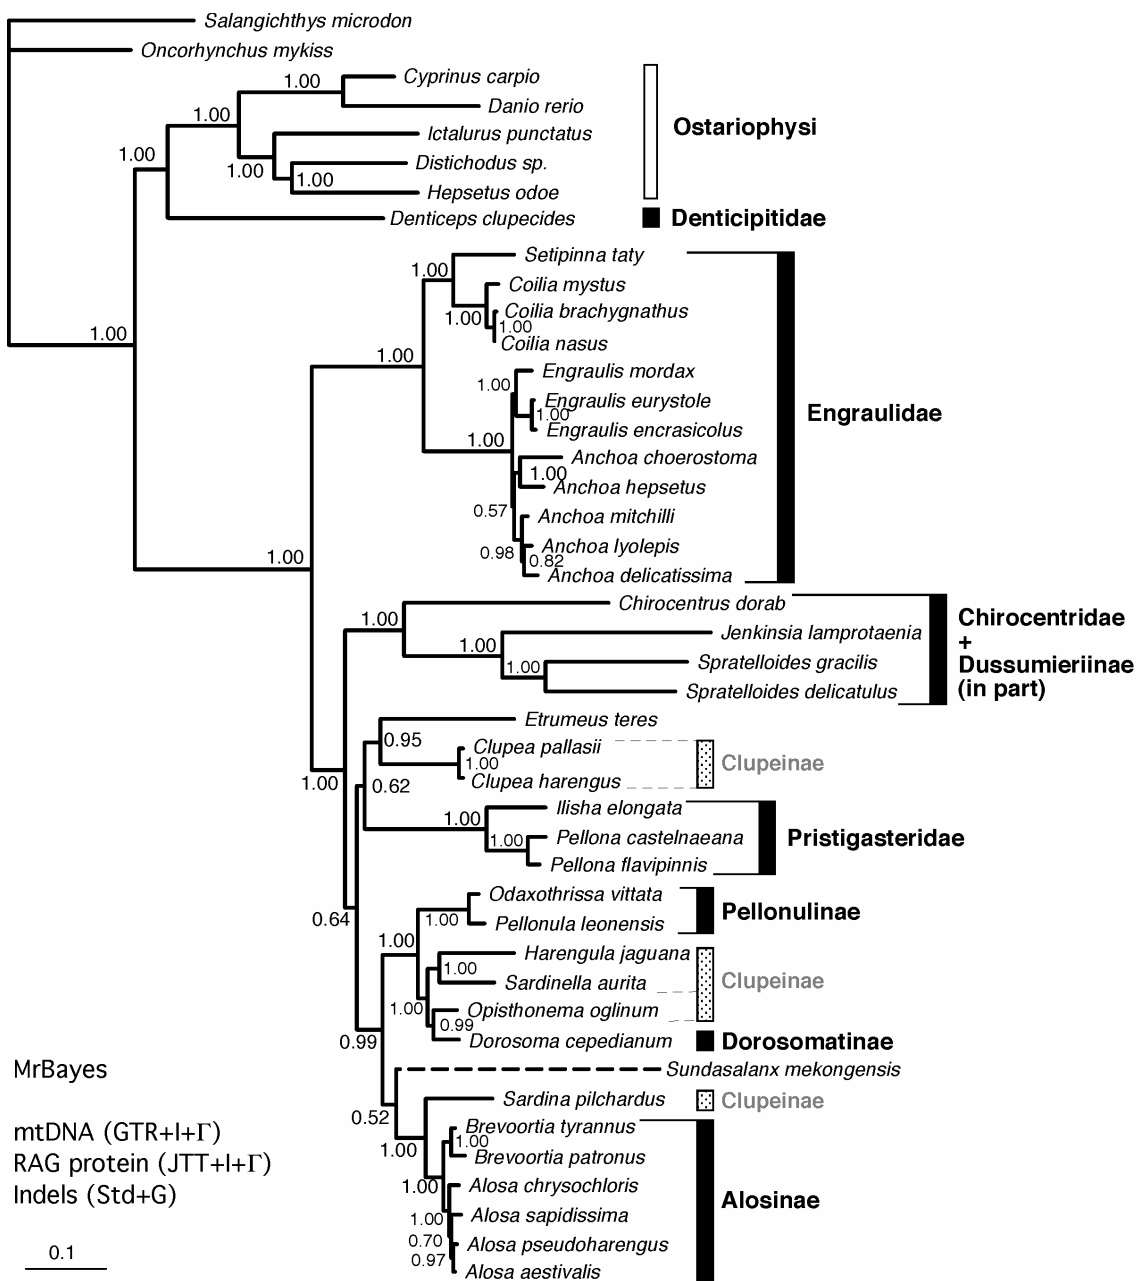 Salangichthys microdon
Oncorhynchus mykiss
Cyprinus carpio
1.00
Danio rerio
1.00
Ostariophysi
Ictalurus punctatus
1.00
Distichodus sp.
1.00
1.00
Hepsetus odoe
Denticeps clupecides
Denticipitidae
Setipinna taty
1.00
Coilia mystus
1.00
Coilia brachygnathus
1.00
1.00
Coilia nasus
1.00
Engraulis mordax
1.00
Engraulis eurystole
1.00
Engraulidae
Engraulis encrasicolus
1.00
Anchoa choerostoma
1.00
Anchoa hepsetus
0.57
Anchoa mitchilli
Anchoa lyolepis
0.98
0.82
1.00
Anchoa delicatissima
Chirocentrus dorab
1.00
Chirocentridae
+
Dussumieriinae
(in part)
Jenkinsia lamprotaenia
1.00
Spratelloides gracilis
1.00
Spratelloides delicatulus
Etrumeus teres
0.95
Clupea pallasii
1.00
Clupeinae
Clupea harengus
1.00
0.62
Ilisha elongata
1.00
Pellona castelnaeana
1.00
Pristigasteridae
Pellona flavipinnis
Odaxothrissa vittata
0.64
1.00
Pellonulinae
Pellonula leonensis
1.00
Harengula jaguana
1.00
Clupeinae
Sardinella aurita
1.00
Opisthonema oglinum
0.99
0.99
Dorosoma cepedianum
Dorosomatinae
Sundasalanx mekongensis
Sardina pilchardus
Clupeinae
0.52
Brevoortia tyrannus
1.00
1.00
Brevoortia patronus
1.00
Alosa chrysochloris
Alosinae
1.00
Alosa sapidissima
0.70
Alosa pseudoharengus
0.97
Alosa aestivalis
MrBayes
mtDNA (GTR+I+Γ)
RAG protein (JTT+I+Γ)
Indels (Std+G)
0.1